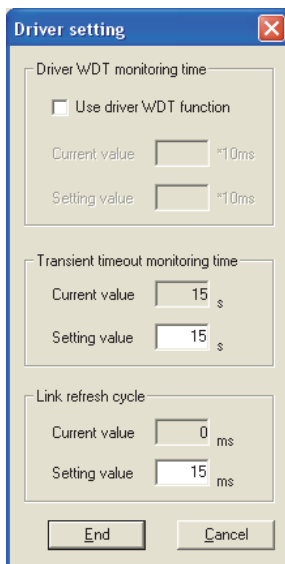 Driver setting
Driver WDT monitoring time
Use driver WDT function
Current value *10ms
Setting value *10ms
Transient timeout monitoring time
Current value 15 s
Setting value 15 s
Link refresh cycle
Current value 0 ms
Setting value 15 ms
End Cancel